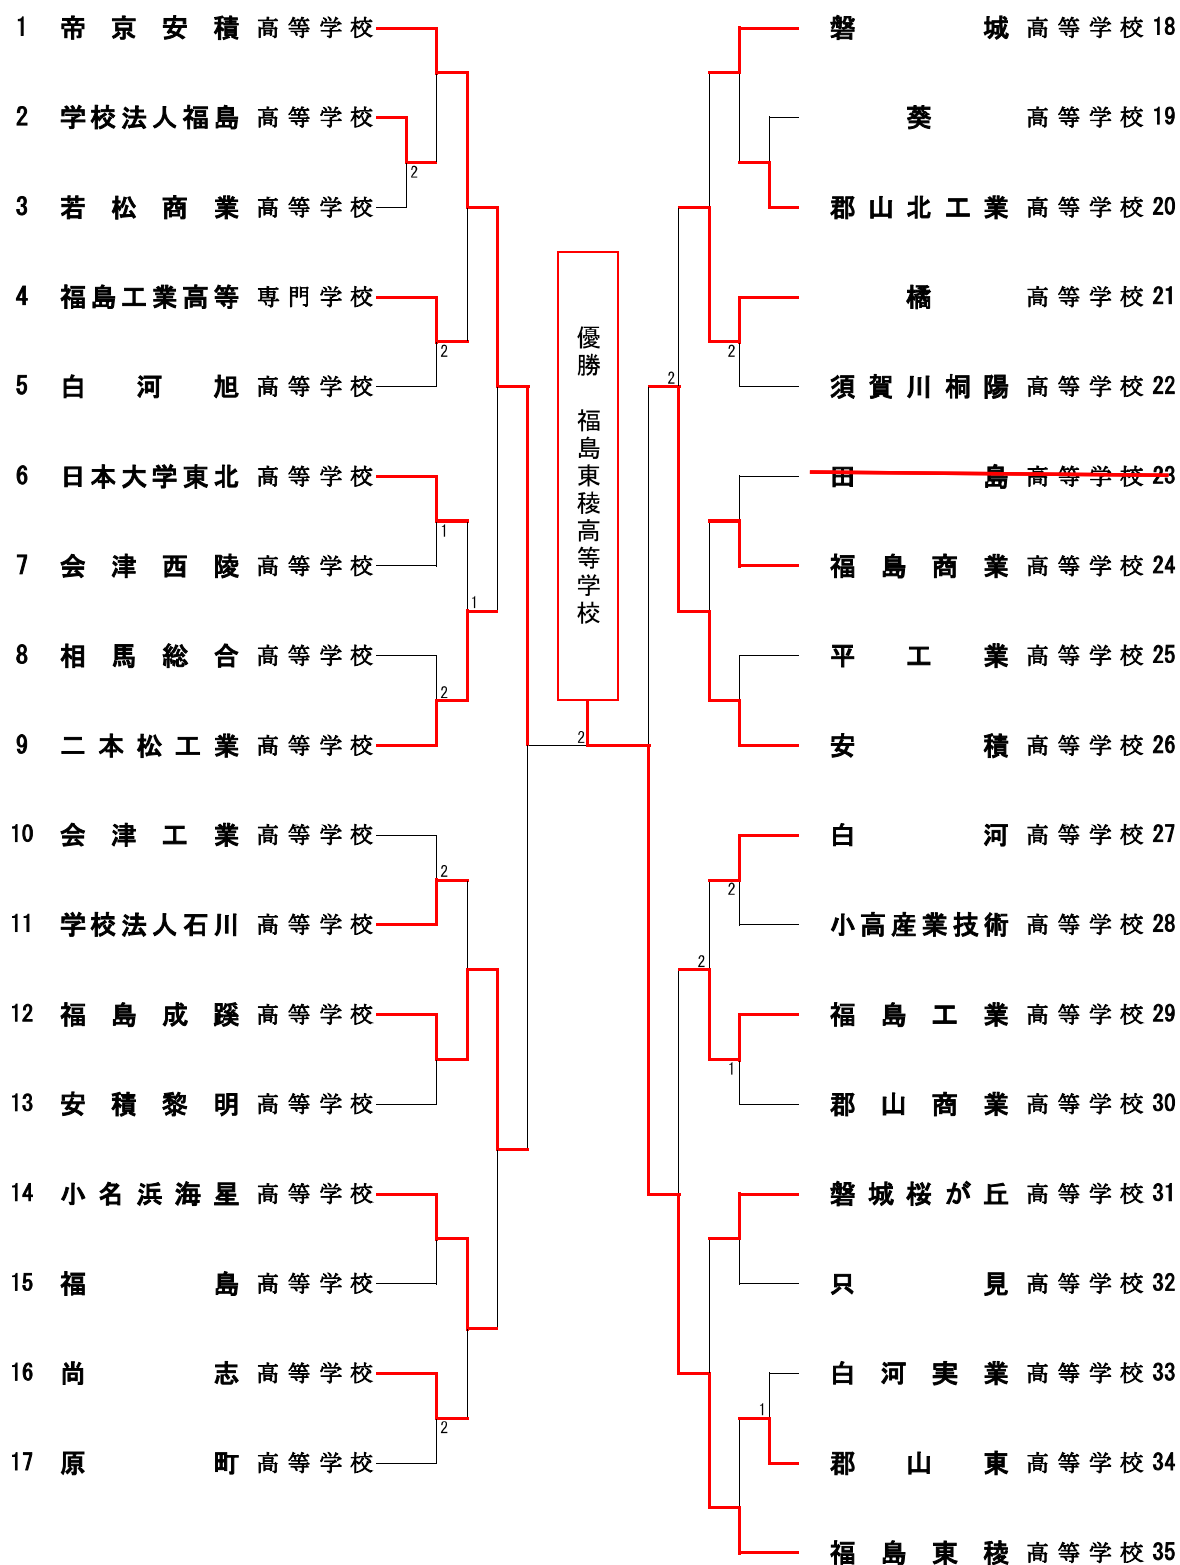 1 帝京安積 高等学校
2 学校法人福島 高等学校
2
3 若松商業 高等学校
4 福島工業高等 専門学校
2
5 白河旭 高等学校
6 日本大学東北 高等学校
1
7 会津西陵 高等学校
1
8 相馬総合 高等学校
2
9 二本松工業 高等学校
10 会津工業 高等学校
2
11 学校法人石川 高等学校
12 福島成蹊 高等学校
13 安積黎明 高等学校
14 小名浜海星 高等学校
15 福島 高等学校
16 尚志 高等学校
2
17 原町 高等学校
優勝 福島東稜高等学校
2
磐城 高等学校 18
葵 高等学校 19
郡山北工業 高等学校 20
橘 高等学校 21
2
2
須賀川桐陽 高等学校 22
田島 高等学校 23
福島商業 高等学校 24
平工業 高等学校 25
安積 高等学校 26
白河 高等学校 27
2
小高産業技術 高等学校 28
2
福島工業 高等学校 29
1
郡山商業 高等学校 30
磐城桜が丘 高等学校 31
只見 高等学校 32
白河実業 高等学校 33
1
郡山東 高等学校 34
福島東稜 高等学校 35